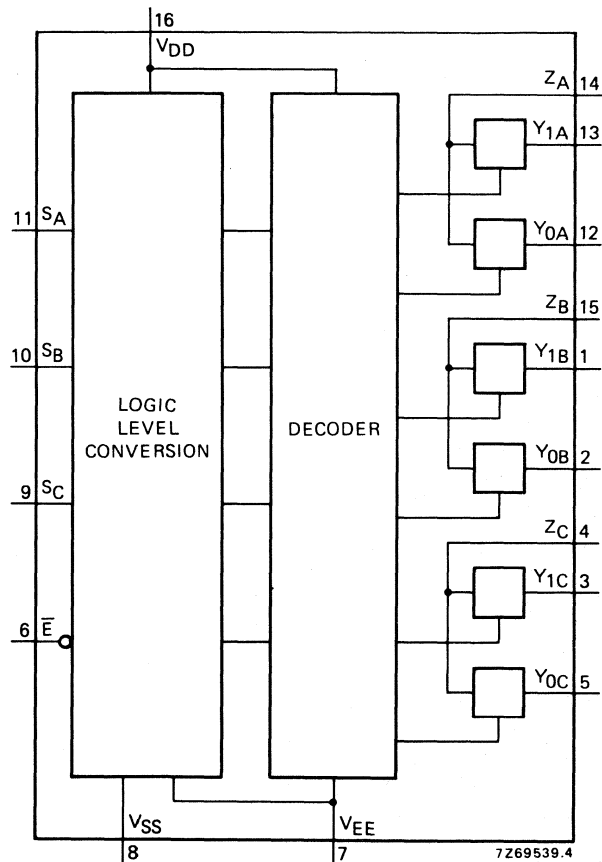 16
VDD
ZA 14
Y1A 13
11 SA
Y0A 12
ZB 15
10 SB
Y1B 1
LOGIC
LEVEL
CONVERSION
DECODER
Y0B 2
9 SC
ZC 4
Y1C 3
6 E̅
Y0C 5
VSS
VEE
8
7
7Z69539.4